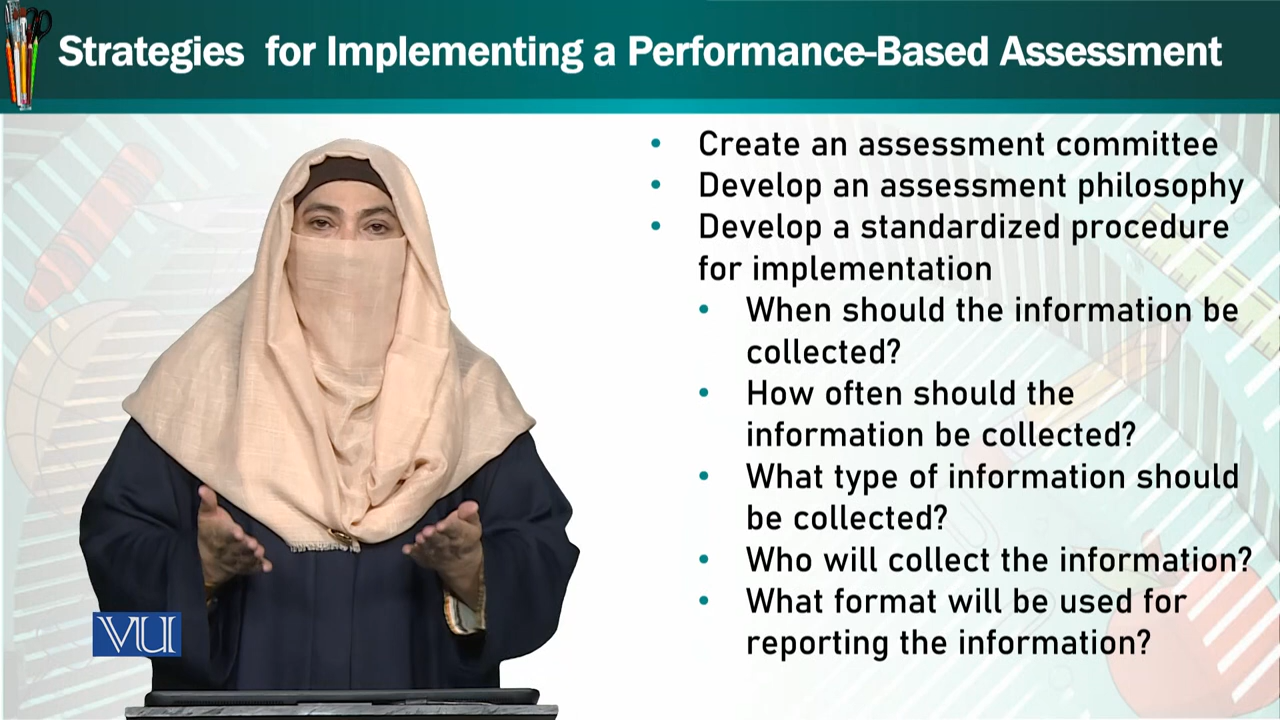 Strategies for Implementing a Performance-Based Assessment
• Create an assessment committee
• Develop an assessment philosophy
• Develop a standardized procedure
for implementation
• When should the information be
collected?
• How often should the
information be collected?
• What type of information should
be collected?
• Who will collect the information?
• What format will be used for
reporting the information?
VU